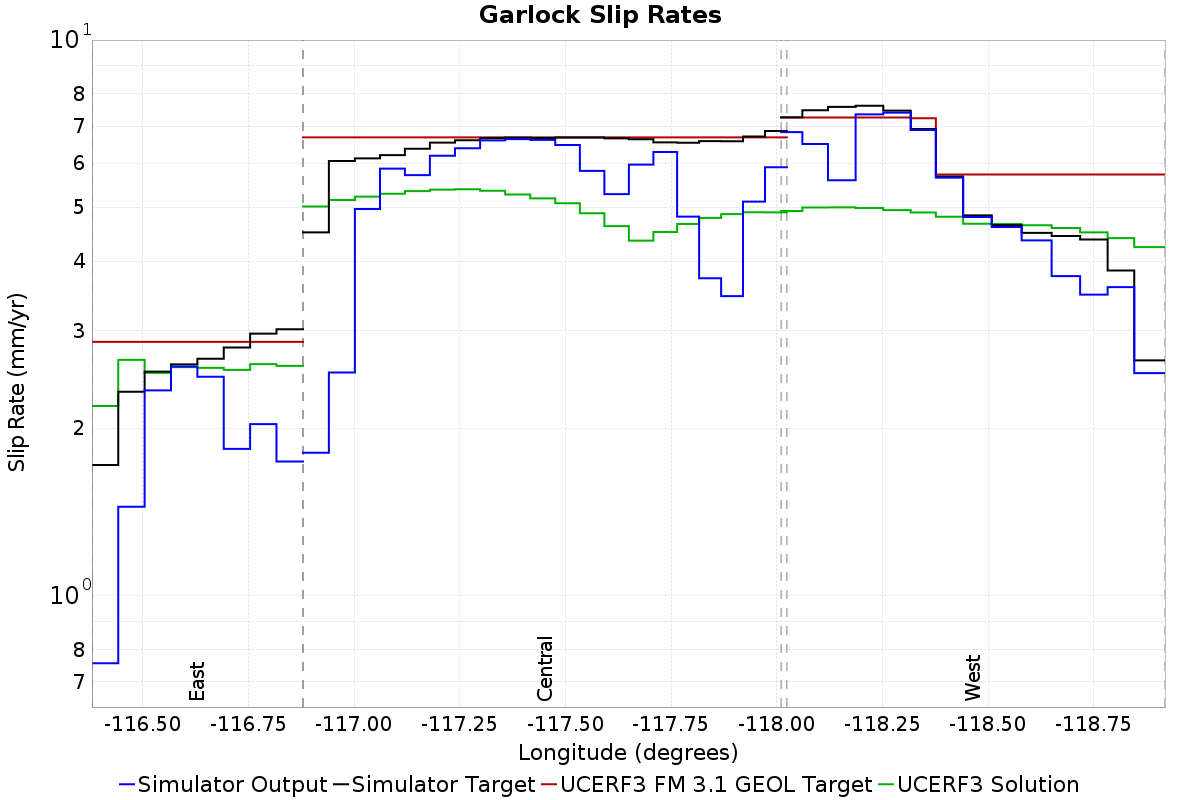 Garlock Slip Rates
10¹
8
7
6
5
4
3
2
10⁰
8
7
Slip Rate (mm/yr)
East
Central
West
-116.50 -116.75 -117.00 -117.25 -117.50 -117.75 -118.00 -118.25 -118.50 -118.75
Longitude (degrees)
Simulator Output Simulator Target UCERF3 FM 3.1 GEOL Target UCERF3 Solution